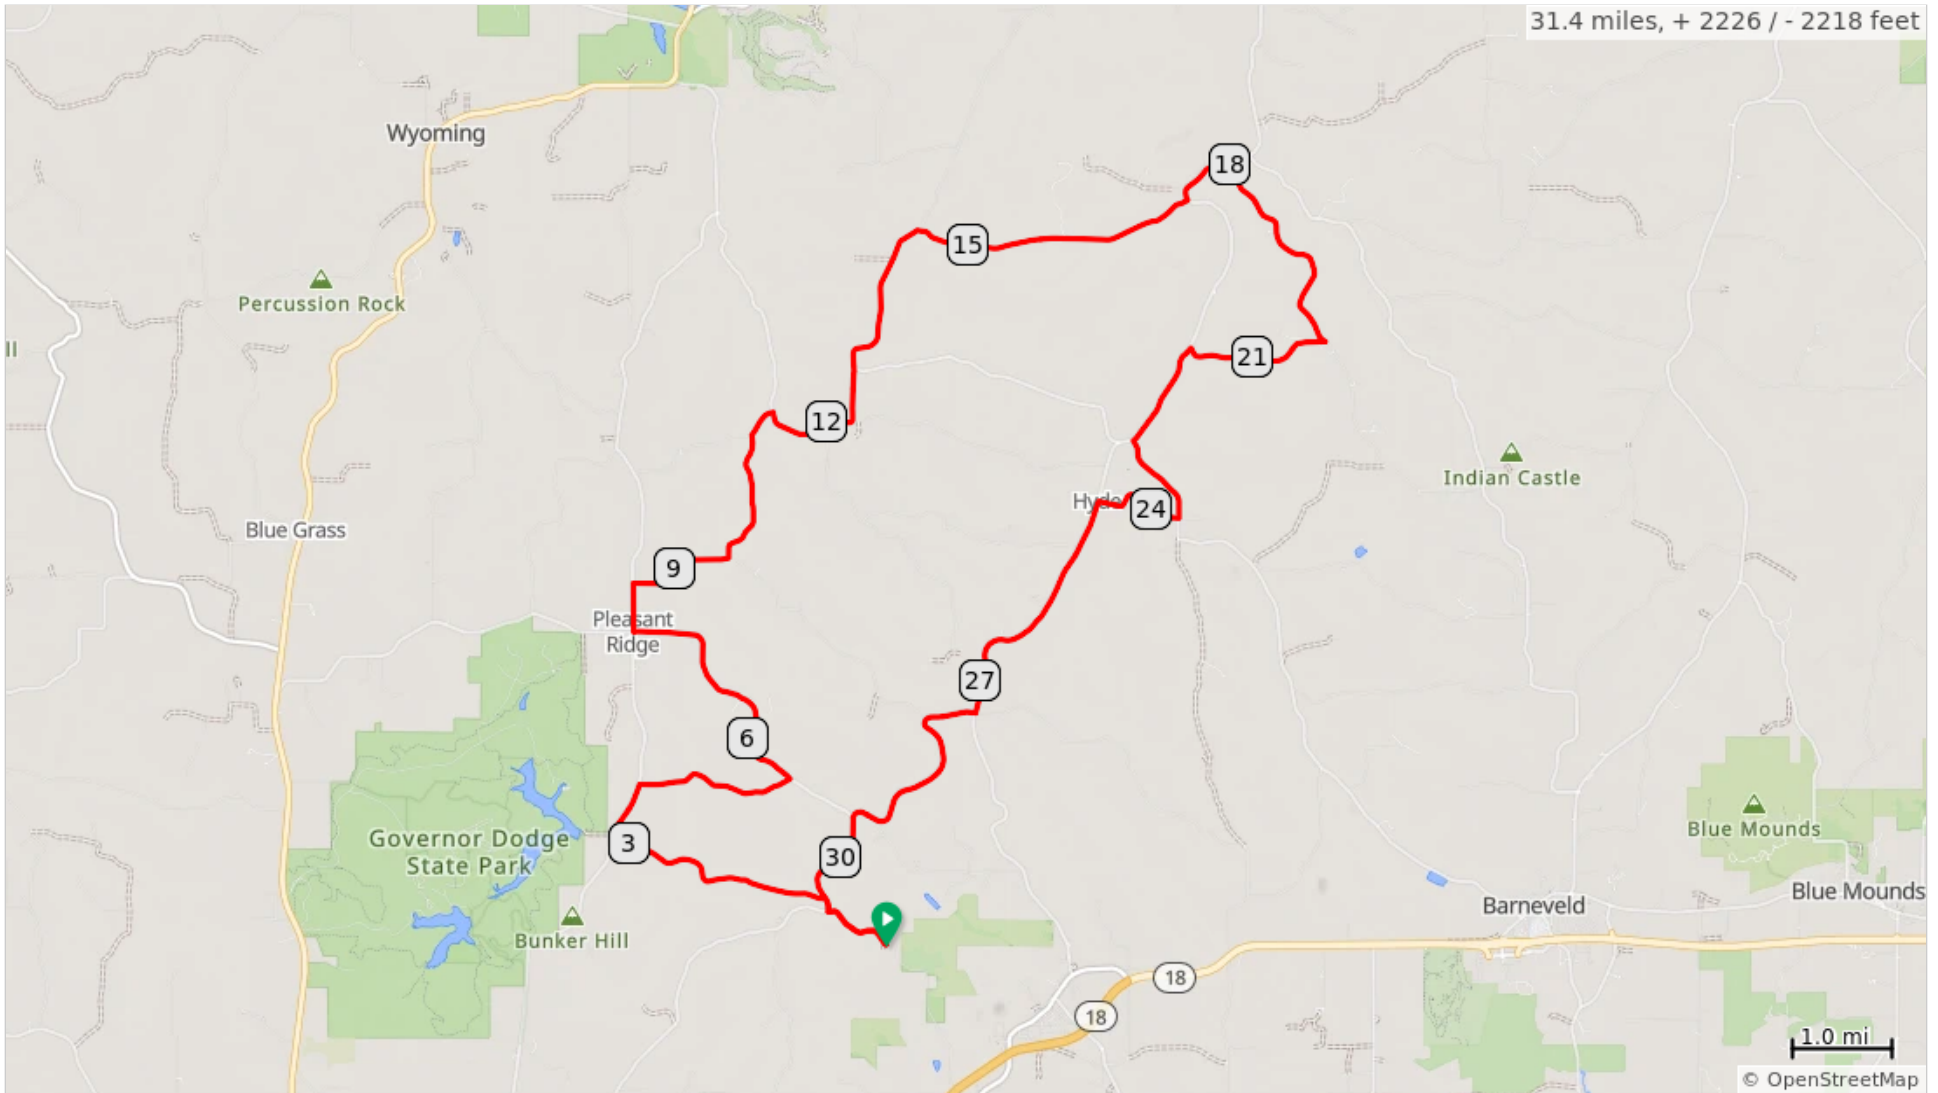 31.4 miles, + 2226 / - 2218 feet
Wyoming
18
15
Percussion Rock
ll
21
12
Indian Castle
Hyde
24
Blue Grass
9
Pleasant
Ridge
27
6
Blue Mounds
3
Governor Dodge
State Park
30
Blue Mounds
Barneveld
Bunker Hill
18
18
1.0 mi
© OpenStreetMap